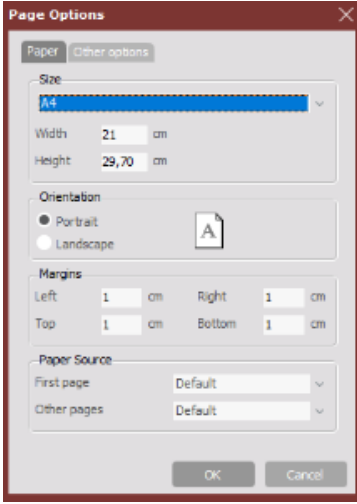 Page Options
Paper Other options
Size
A4
Width 21 cm
Height 29,70 cm
Orientation
Portrait
Landscape
A
Margins
Left 1 cm Right 1 cm
Top 1 cm Bottom 1 cm
Paper Source
First page Default
Other pages Default
OK Cancel